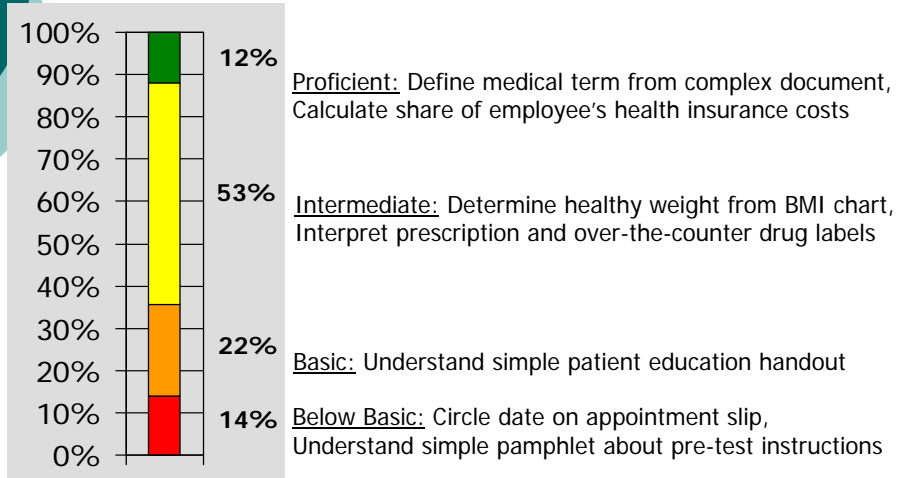 100%
90%
80%
70%
60%
50%
40%
30%
20%
10%
0%
12%
53%
22%
14%
Proficient: Define medical term from complex document,
Calculate share of employee’s health insurance costs
Intermediate: Determine healthy weight from BMI chart,
Interpret prescription and over-the-counter drug labels
Basic: Understand simple patient education handout
Below Basic: Circle date on appointment slip,
Understand simple pamphlet about pre-test instructions